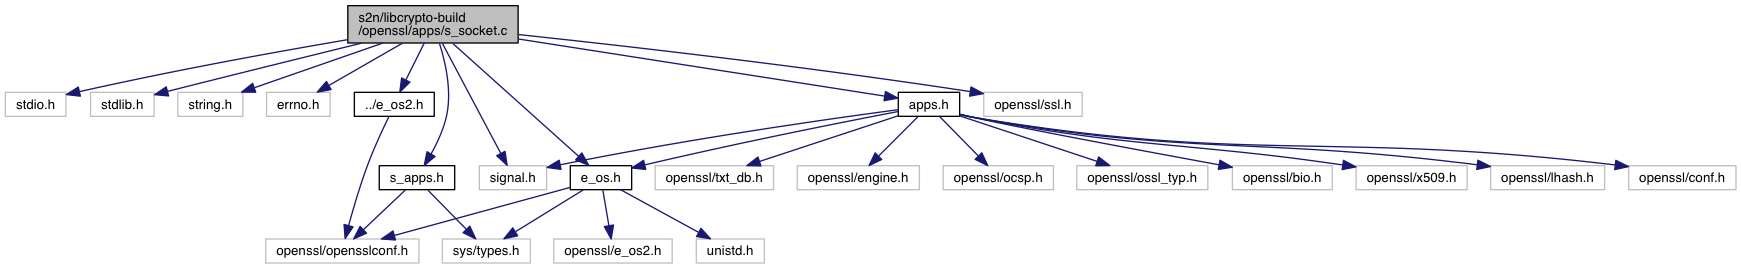 s2n/libcrypto-build
/openssl/apps/s_socket.c
stdio.h
stdlib.h
string.h
errno.h
../e_os2.h
apps.h
openssl/ssl.h
s_apps.h
signal.h
e_os.h
openssl/txt_db.h
openssl/engine.h
openssl/ocsp.h
openssl/ossl_typ.h
openssl/bio.h
openssl/x509.h
openssl/lhash.h
openssl/conf.h
openssl/opensslconf.h
sys/types.h
openssl/e_os2.h
unistd.h